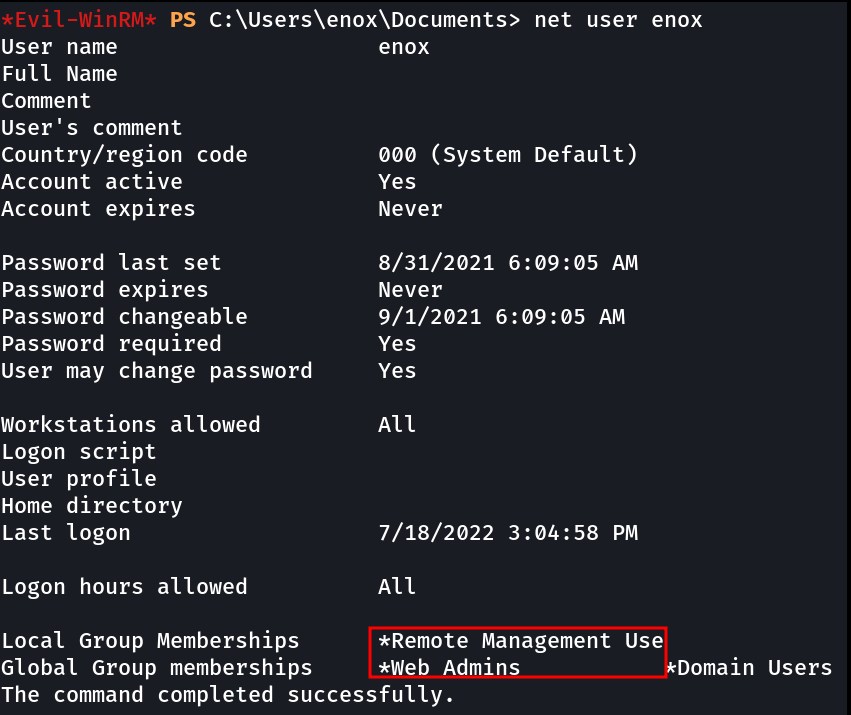 *Evil-WinRM* PS C:\Users\enox\Documents> net user enox
User name                    enox
Full Name
Comment
User's comment
Country/region code          000 (System Default)
Account active               Yes
Account expires              Never

Password last set            8/31/2021 6:09:05 AM
Password expires             Never
Password changeable          9/1/2021 6:09:05 AM
Password required            Yes
User may change password     Yes

Workstations allowed         All
Logon script
User profile
Home directory
Last logon                   7/18/2022 3:04:58 PM

Logon hours allowed          All

Local Group Memberships      *Remote Management Use
Global Group memberships     *Web Admins           *Domain Users
The command completed successfully.